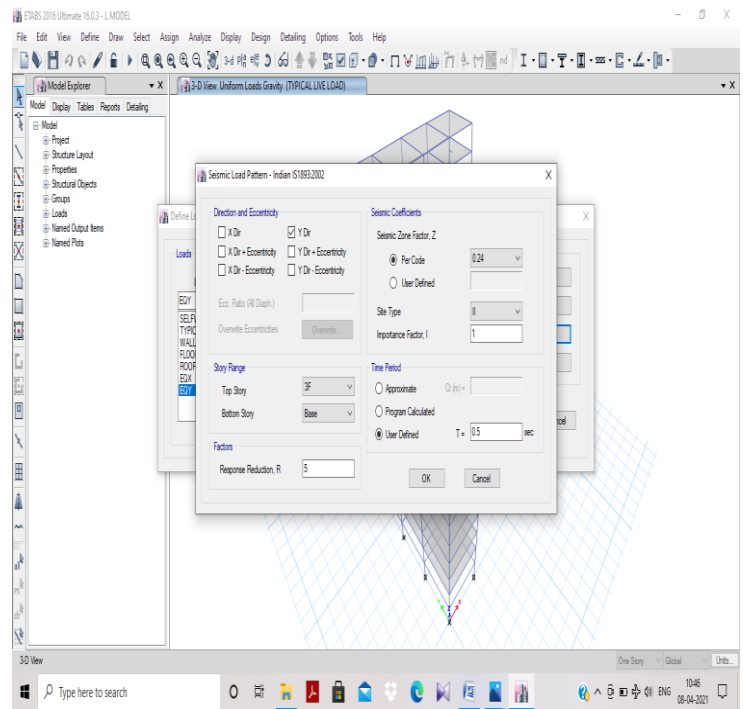 ETABS 2016 Ultimate 16.0.3 - L MODEL
File Edit View Define Draw Select Assign Analyze Display Design Detailing Options Tools Help
Model Explorer
3-D View Uniform Loads Gravity (TYPICAL LIVE LOAD)
Model Display Tables Reports Detailing
Model
Project
Structure Layout
Properties
Structural Objects
Groups
Loads
Named Output Items
Named Plots
Define Lo
Loads
EQY
SELFW
TYPIC
WALL
FLOO
ROOF
EQX
EQY
ncel
Seismic Load Pattern - Indian IS1893:2002
Direction and Eccentricity
X Dir Y Dir
X Dir + Eccentricity Y Dir + Eccentricity
X Dir - Eccentricity Y Dir - Eccentricity
Ecc. Ratio (All Diaph.)
Overwrite Eccentricities Overwrite...
Story Range
Top Story 3F
Bottom Story Base
Factors
Response Reduction, R 5
Seismic Coefficients
Seismic Zone Factor, Z
Per Code 0.24
User Defined
Site Type II
Importance Factor, I 1
Time Period
Approximate Ct (m) =
Program Calculated
User Defined T = 0.5 sec
OK Cancel
3-D View
One Story Global Units...
Type here to search
ENG
10:46
08-04-2021